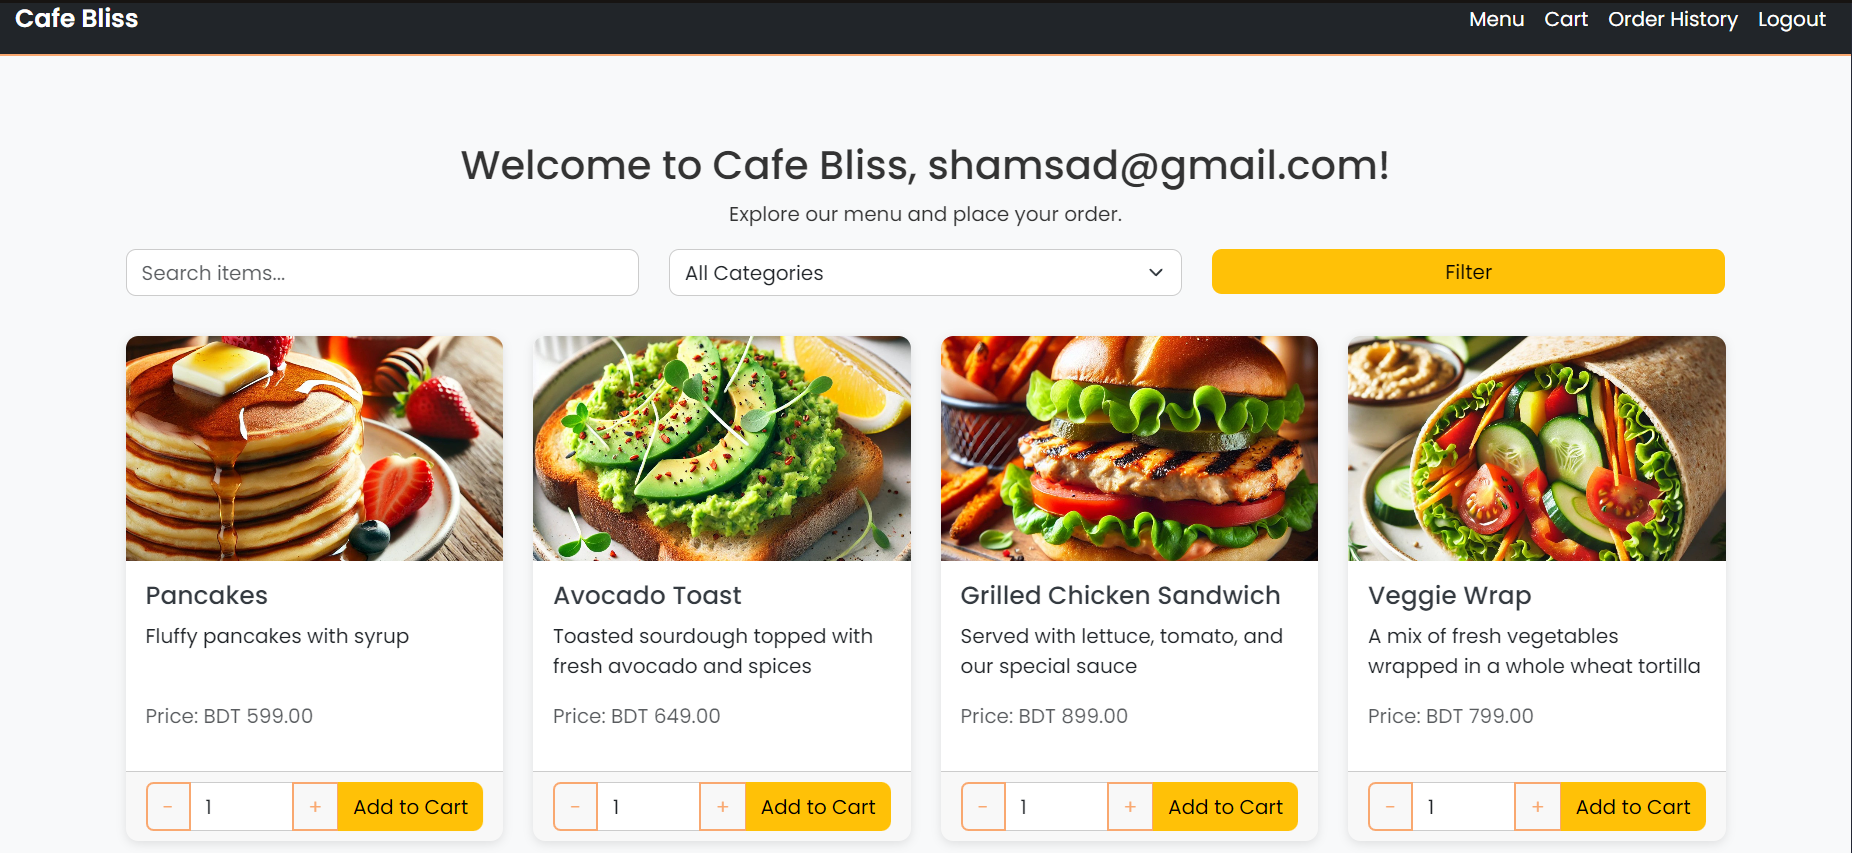 Cafe Bliss
Menu Cart Order History Logout
Welcome to Cafe Bliss, shamsad@gmail.com!
Explore our menu and place your order.
Search items...
All Categories
Filter
Pancakes
Fluffy pancakes with syrup
Price: BDT 599.00
- 1 + Add to Cart
Avocado Toast
Toasted sourdough topped with
fresh avocado and spices
Price: BDT 649.00
- 1 + Add to Cart
Grilled Chicken Sandwich
Served with lettuce, tomato, and
our special sauce
Price: BDT 899.00
- 1 + Add to Cart
Veggie Wrap
A mix of fresh vegetables
wrapped in a whole wheat tortilla
Price: BDT 799.00
- 1 + Add to Cart